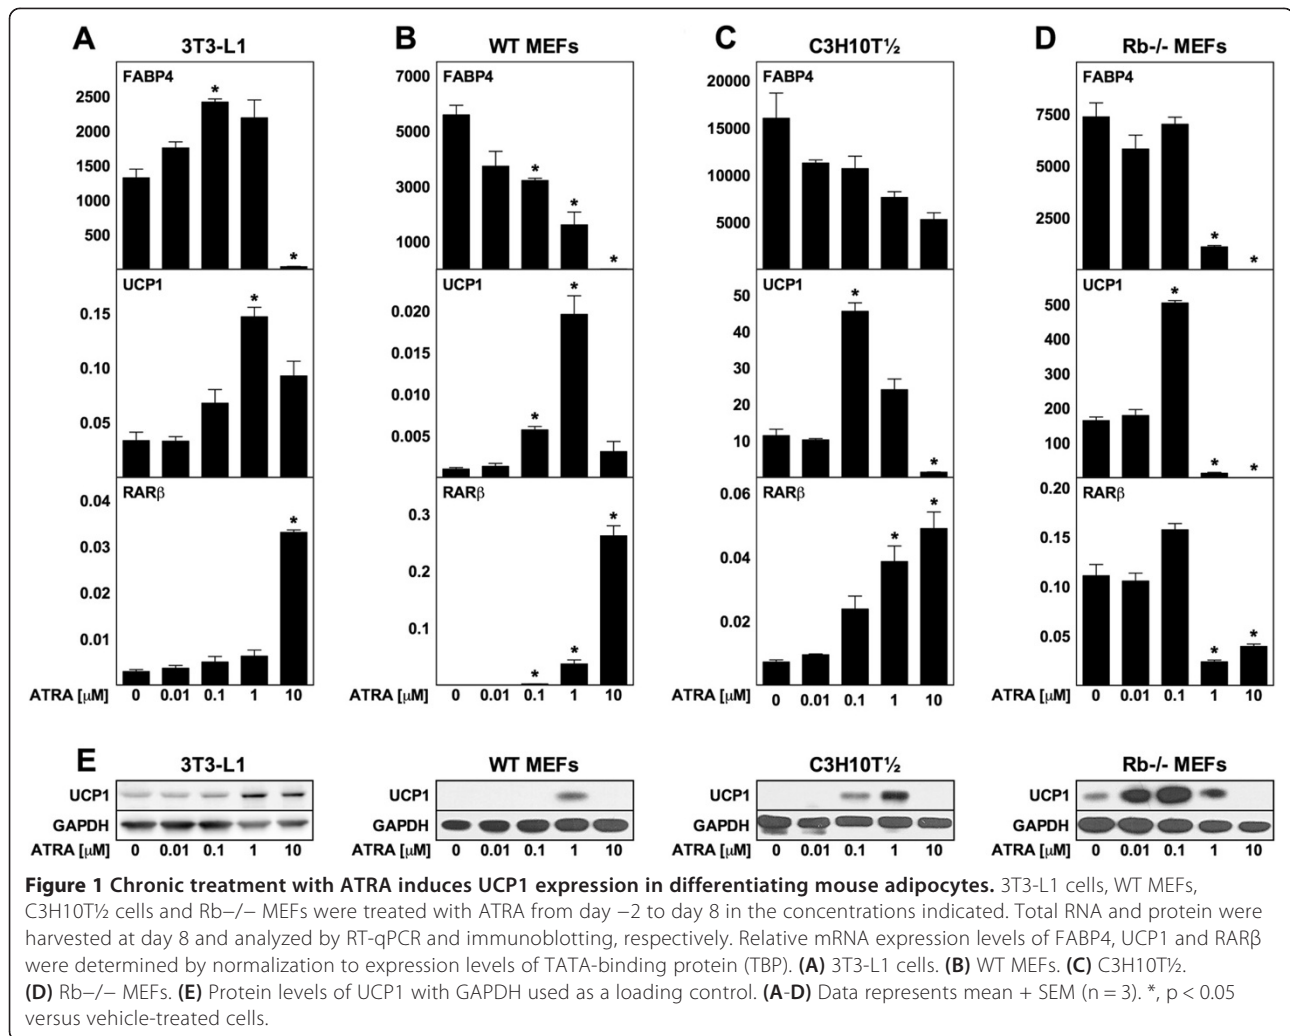 A
3T3-L1
FABP4
2500
2000
1500
1000
500
*
*
UCP1
0.15
0.10
0.05
*
RARβ
0.04
0.03
0.02
0.01
*
ATRA [μM] 0 0.01 0.1 1 10
B
WT MEFs
FABP4
7000
5000
3000
1000
*
*
*
UCP1
0.020
0.015
0.010
0.005
*
*
RARβ
0.3
0.2
0.1
*
*
*
0 0.01 0.1 1 10
C
C3H10T½
FABP4
20000
15000
10000
5000
UCP1
50
40
30
20
10
*
*
RARβ
0.06
0.04
0.02
*
*
ATRA [μM] 0 0.01 0.1 1 10
D
Rb-/- MEFs
FABP4
7500
5000
2500
*
*
UCP1
500
400
300
200
100
*
*
*
RARβ
0.20
0.15
0.10
0.05
*
*
0 0.01 0.1 1 10
E
3T3-L1
UCP1
GAPDH
ATRA [μM] 0 0.01 0.1 1 10
WT MEFs
UCP1
GAPDH
ATRA [μM] 0 0.01 0.1 1 10
C3H10T½
UCP1
GAPDH
ATRA [μM] 0 0.01 0.1 1 10
Rb-/- MEFs
UCP1
GAPDH
ATRA [μM] 0 0.01 0.1 1 10
Figure 1 Chronic treatment with ATRA induces UCP1 expression in differentiating mouse adipocytes. 3T3-L1 cells, WT MEFs,
C3H10T½ cells and Rb−/− MEFs were treated with ATRA from day −2 to day 8 in the concentrations indicated. Total RNA and protein were
harvested at day 8 and analyzed by RT-qPCR and immunoblotting, respectively. Relative mRNA expression levels of FABP4, UCP1 and RARβ
were determined by normalization to expression levels of TATA-binding protein (TBP). (A) 3T3-L1 cells. (B) WT MEFs. (C) C3H10T½.
(D) Rb−/− MEFs. (E) Protein levels of UCP1 with GAPDH used as a loading control. (A-D) Data represents mean + SEM (n = 3). *, p < 0.05
versus vehicle-treated cells.